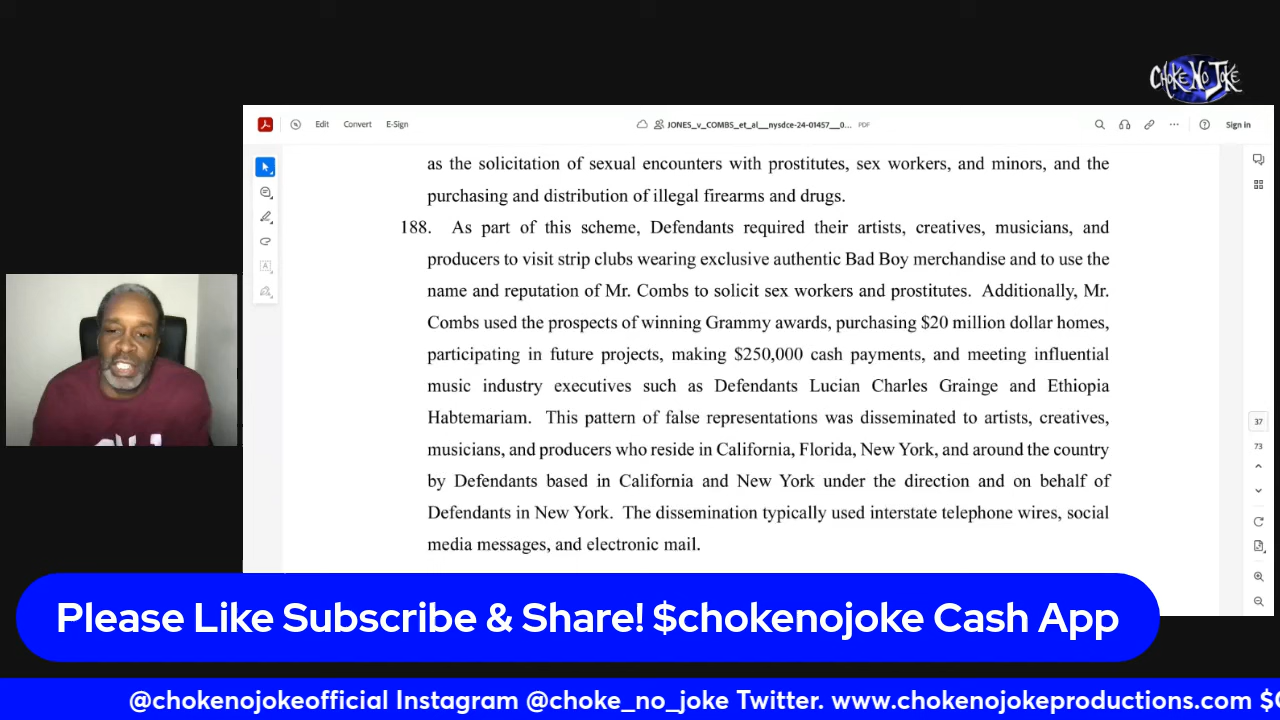 CHOKE NO JOKE
Edit Convert E-Sign JONES_v_COMBS_et_al__nysdce-24-01457__0... PDF Sign In
as the solicitation of sexual encounters with prostitutes, sex workers, and minors, and the
purchasing and distribution of illegal firearms and drugs.
188. As part of this scheme, Defendants required their artists, creatives, musicians, and
producers to visit strip clubs wearing exclusive authentic Bad Boy merchandise and to use the
name and reputation of Mr. Combs to solicit sex workers and prostitutes. Additionally, Mr.
Combs used the prospects of winning Grammy awards, purchasing $20 million dollar homes,
participating in future projects, making $250,000 cash payments, and meeting influential
music industry executives such as Defendants Lucian Charles Grainge and Ethiopia
Habtemariam. This pattern of false representations was disseminated to artists, creatives,
musicians, and producers who reside in California, Florida, New York, and around the country
by Defendants based in California and New York under the direction and on behalf of
Defendants in New York. The dissemination typically used interstate telephone wires, social
media messages, and electronic mail.
37
73
Please Like Subscribe & Share! $chokenojoke Cash App
@chokenojokeofficial Instagram @choke_no_joke Twitter. www.chokenojokeproductions.com